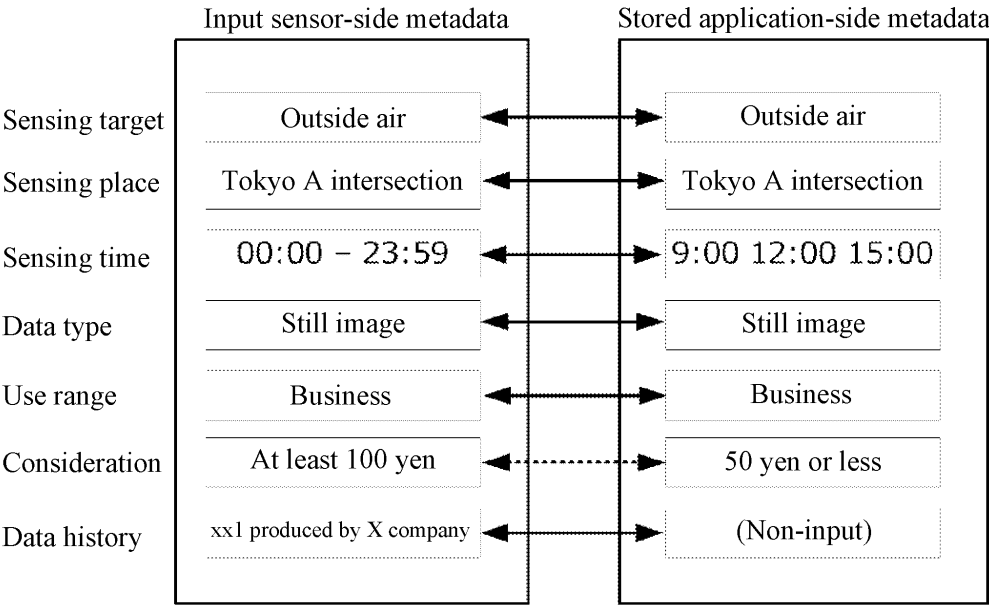 Input sensor-side metadata Stored application-side metadata
Sensing target Outside air Outside air
Sensing place Tokyo A intersection Tokyo A intersection
Sensing time 00:00 – 23:59 9:00 12:00 15:00
Data type Still image Still image
Use range Business Business
Consideration At least 100 yen 50 yen or less
Data history xx1 produced by X company (Non-input)